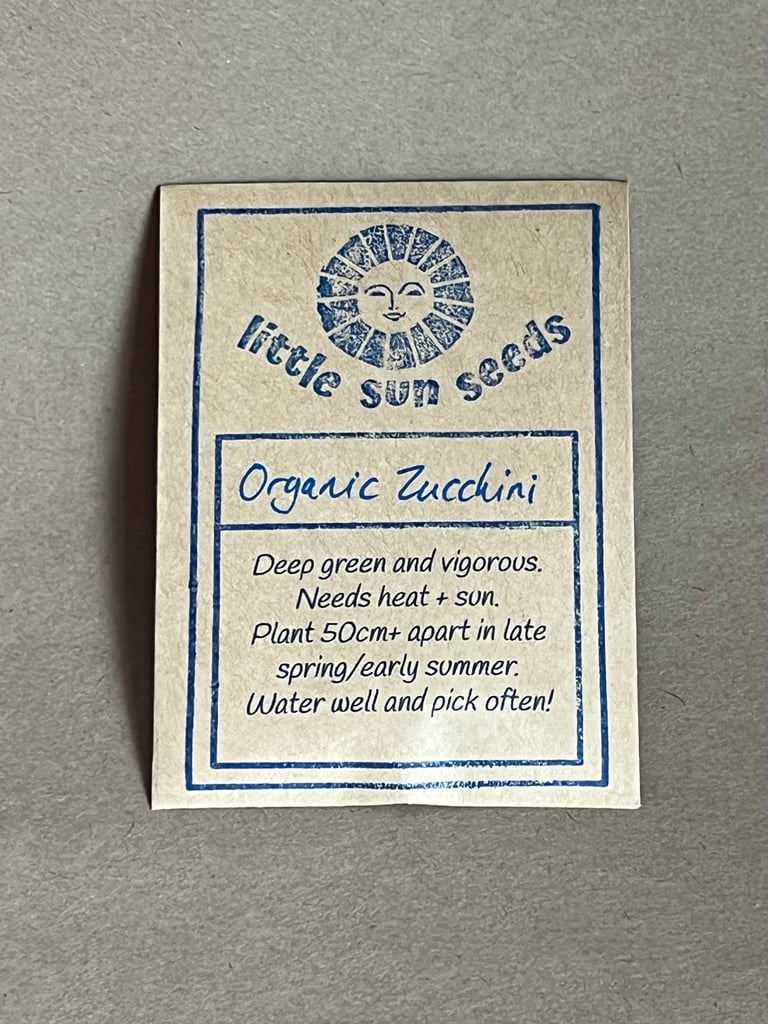 little sun seeds
Organic Zucchini
Deep green and vigorous.
Needs heat + sun.
Plant 50cm+ apart in late
spring/early summer.
Water well and pick often!